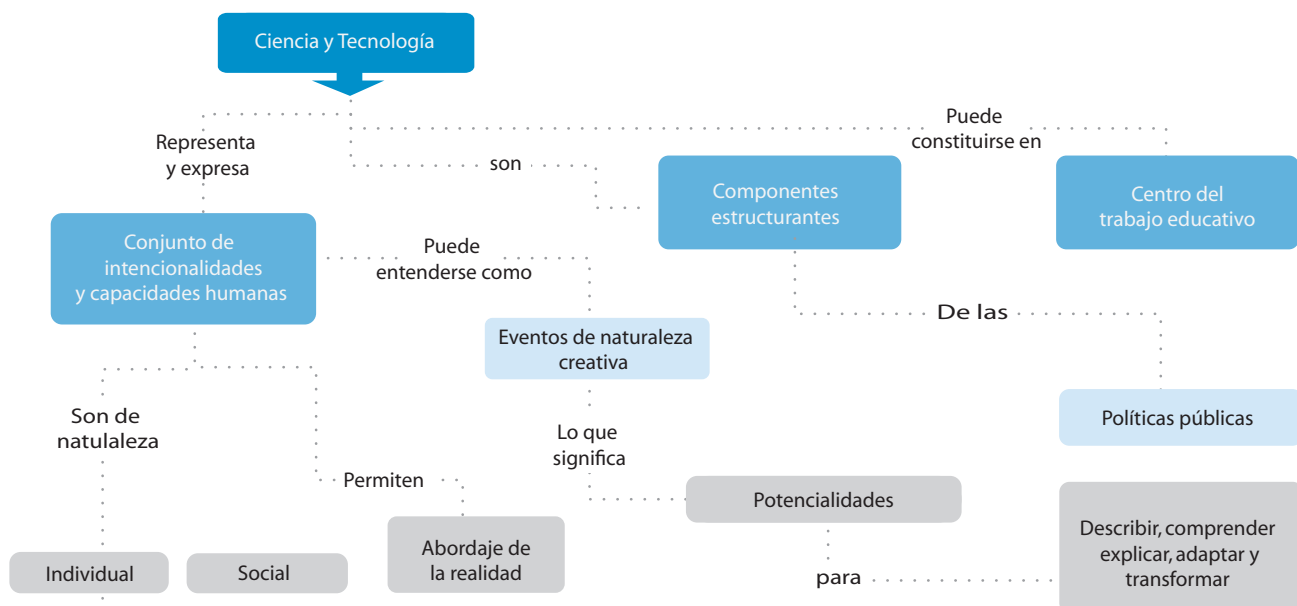 Ciencia y Tecnología
Representa
y expresa
son
Puede
constituirse en
Componentes
estructurantes
Centro del
trabajo educativo
Conjunto de
intencionalidades
y capacidades humanas
Puede
entenderse como
De las
Eventos de naturaleza
creativa
Políticas públicas
Son de
natulaleza
Lo que
significa
Permiten
Potencialidades
Describir, comprender
explicar, adaptar y
transformar
Individual
Social
Abordaje de
la realidad
para